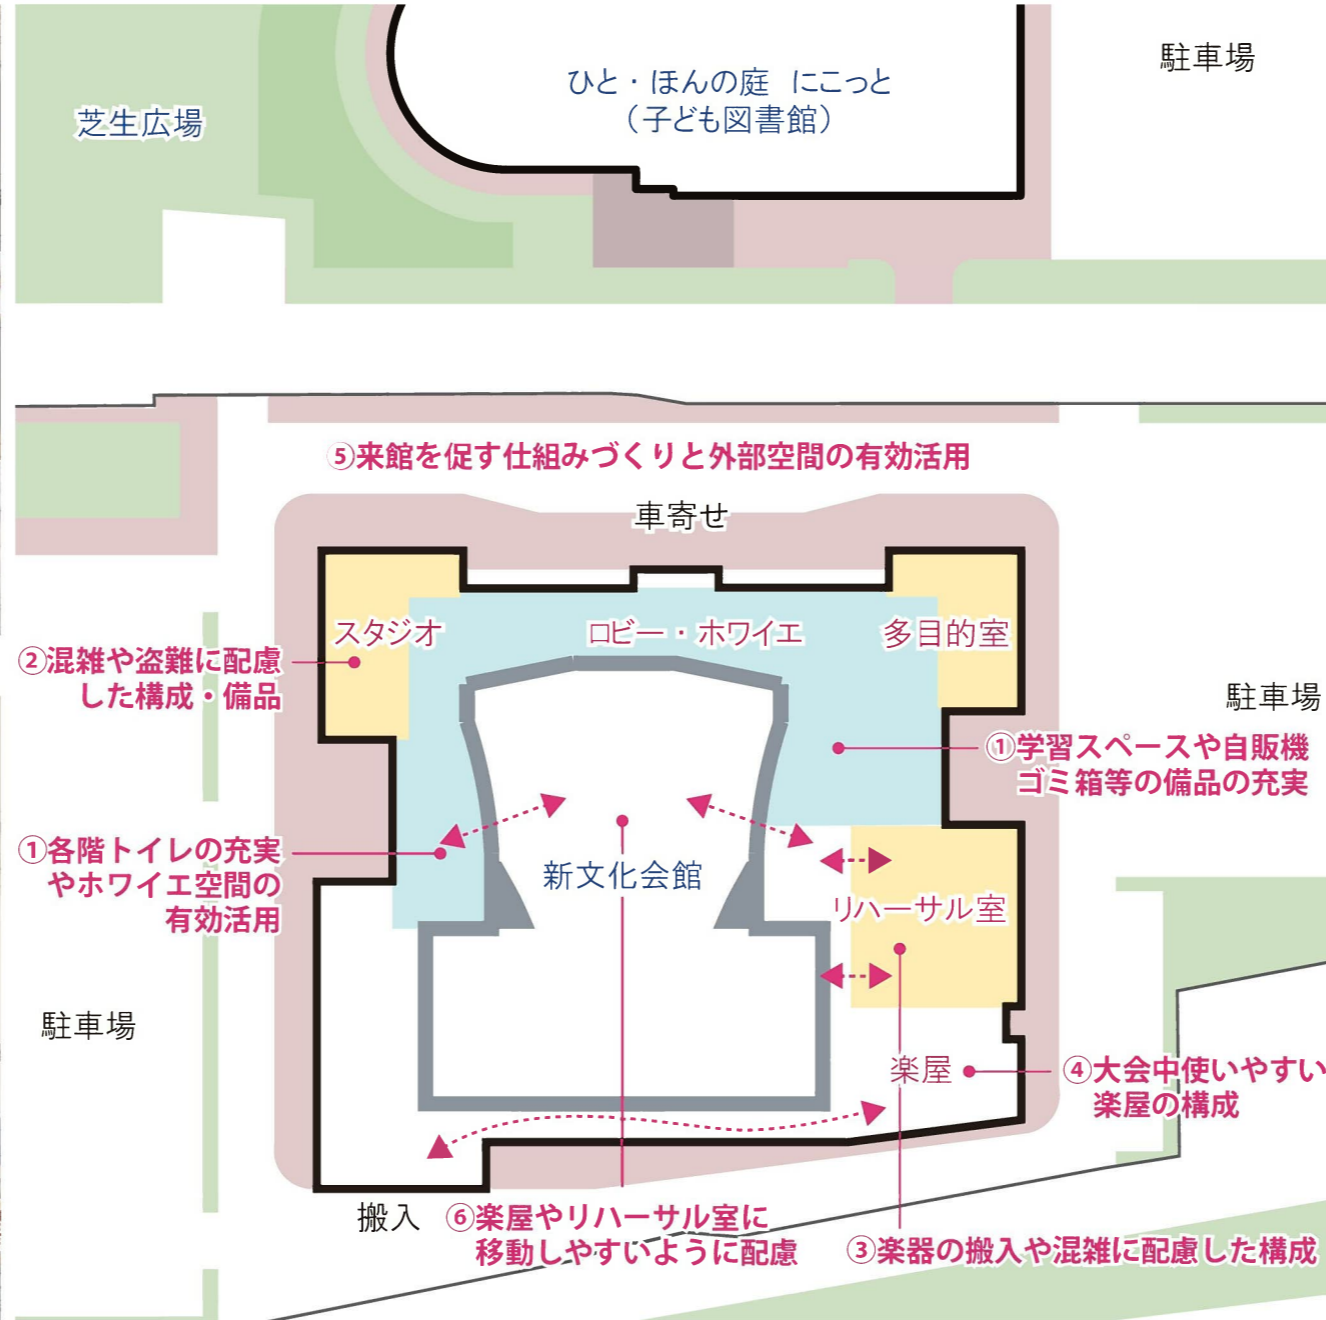 駐車場
ひと・ほんの庭 にこっと
（子ども図書館）
芝生広場
⑤来館を促す仕組みづくりと外部空間の有効活用
車寄せ
スタジオ
ロビー・ホワイエ
多目的室
②混雑や盗難に配慮
した構成・備品
駐車場
①学習スペースや自販機
ゴミ箱等の備品の充実
①各階トイレの充実
やホワイエ空間の
有効活用
新文化会館
リハーサル室
駐車場
楽屋
④大会中使いやすい
楽屋の構成
搬入
⑥楽屋やリハーサル室に
移動しやすいように配慮
③楽器の搬入や混雑に配慮した構成